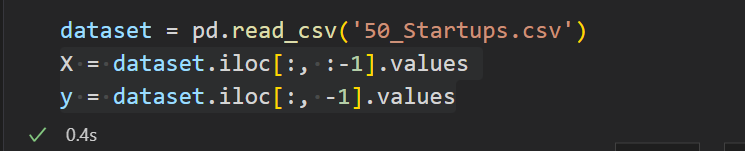 dataset = pd.read_csv('50_Startups.csv')
X = dataset.iloc[:, :-1].values
y = dataset.iloc[:, -1].values
0.4s